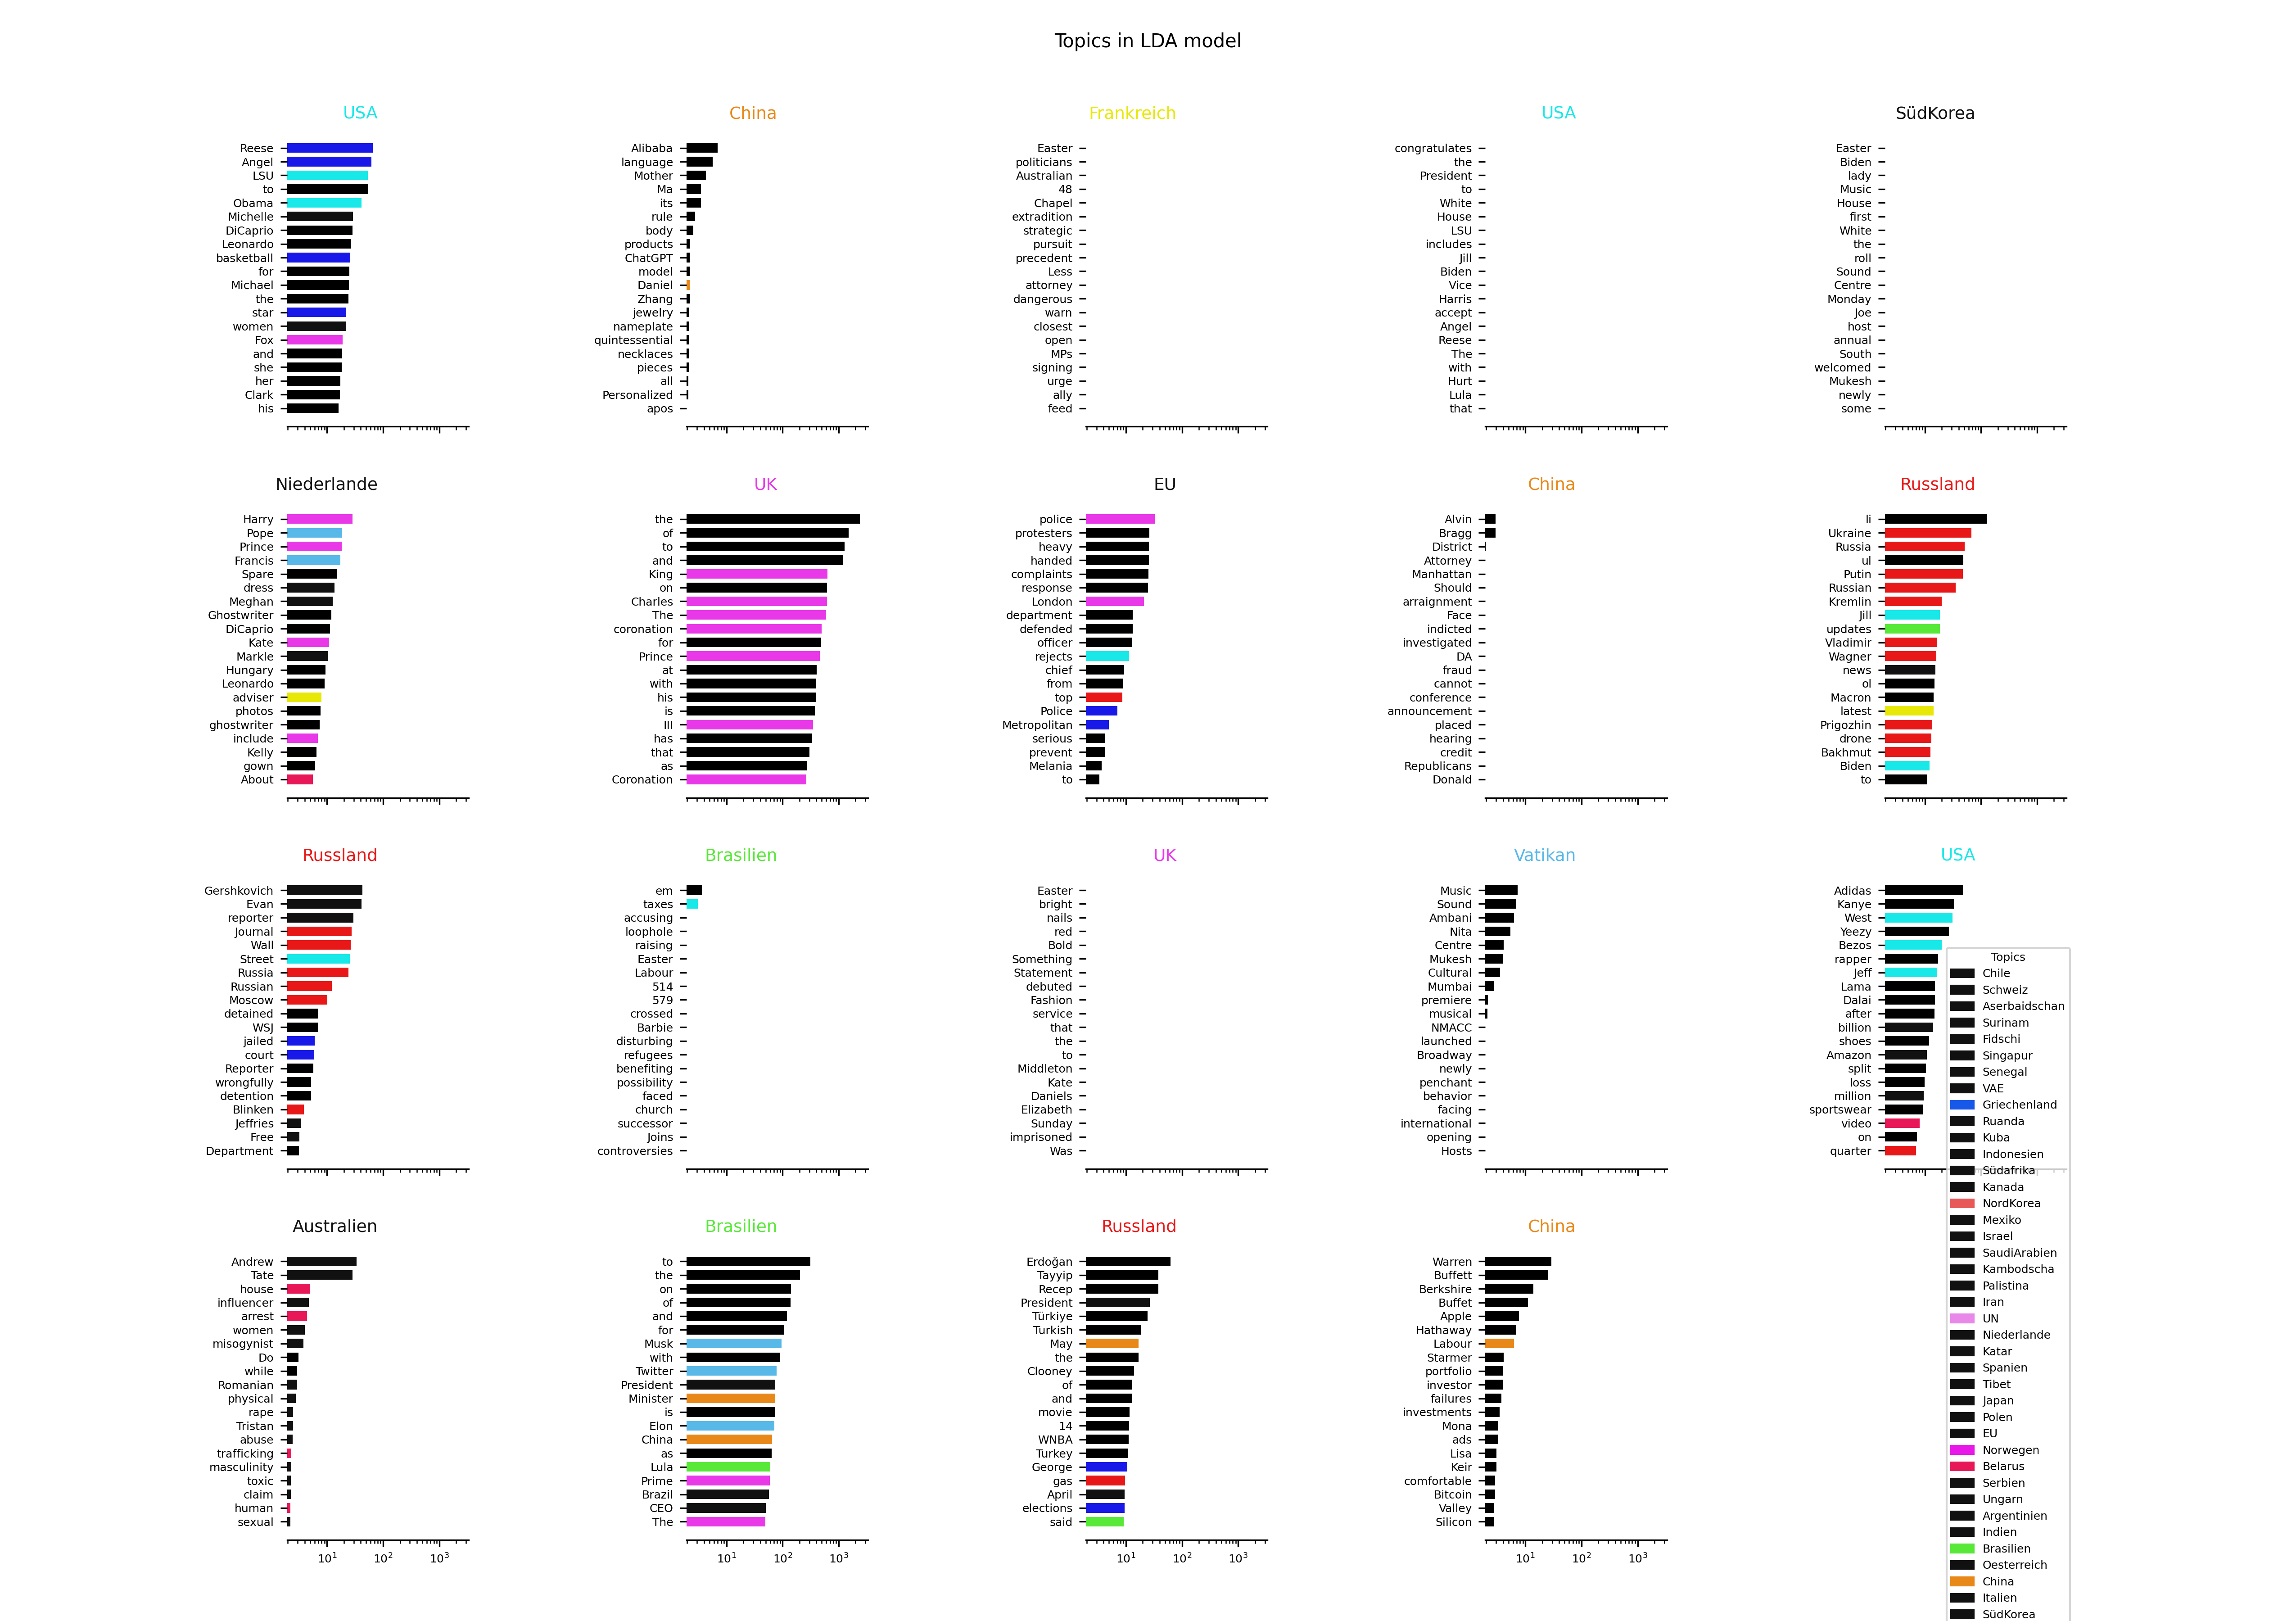 Topics in LDA model
USA
Reese
Angel
LSU
to
Obama
Michelle
DiCaprio
Leonardo
basketball
for
Michael
the
star
women
Fox
and
she
her
Clark
his
China
Alibaba
language
Mother
Ma
its
rule
body
products
ChatGPT
model
Daniel
Zhang
jewelry
nameplate
quintessential
necklaces
pieces
all
Personalized
apos
Frankreich
Easter
politicians
Australian
48
Chapel
extradition
strategic
pursuit
precedent
Less
attorney
dangerous
warn
closest
open
MPs
signing
urge
ally
feed
USA
congratulates
the
President
to
White
House
LSU
includes
Jill
Biden
Vice
Harris
accept
Angel
Reese
The
with
Hurt
Lula
that
SüdKorea
Easter
Biden
lady
Music
House
first
White
the
roll
Sound
Centre
Monday
Joe
host
annual
South
welcomed
Mukesh
newly
some
Niederlande
Harry
Pope
Prince
Francis
Spare
dress
Meghan
Ghostwriter
DiCaprio
Kate
Markle
Hungary
Leonardo
adviser
photos
ghostwriter
include
Kelly
gown
About
UK
the
of
to
and
King
on
Charles
The
coronation
for
Prince
at
with
his
is
III
has
that
as
Coronation
EU
police
protesters
heavy
handed
complaints
response
London
department
defended
officer
rejects
chief
from
top
Police
Metropolitan
serious
prevent
Melania
to
China
Alvin
Bragg
District
Attorney
Manhattan
Should
arraignment
Face
indicted
investigated
DA
fraud
cannot
conference
announcement
placed
hearing
credit
Republicans
Donald
Russland
li
Ukraine
Russia
ul
Putin
Russian
Kremlin
Jill
updates
Vladimir
Wagner
news
ol
Macron
latest
Prigozhin
drone
Bakhmut
Biden
to
Russland
Gershkovich
Evan
reporter
Journal
Wall
Street
Russia
Russian
Moscow
detained
WSJ
jailed
court
Reporter
wrongfully
detention
Blinken
Jeffries
Free
Department
Brasilien
em
taxes
accusing
loophole
raising
Easter
Labour
514
579
crossed
Barbie
disturbing
refugees
benefiting
possibility
faced
church
successor
Joins
controversies
UK
Easter
bright
nails
red
Bold
Something
Statement
debuted
Fashion
service
that
the
to
Middleton
Kate
Daniels
Elizabeth
Sunday
imprisoned
Was
Vatikan
Music
Sound
Ambani
Nita
Centre
Mukesh
Cultural
Mumbai
premiere
musical
NMACC
launched
Broadway
newly
penchant
behavior
facing
international
opening
Hosts
USA
Adidas
Kanye
West
Yeezy
Bezos
rapper
Jeff
Lama
Dalai
after
billion
shoes
Amazon
split
loss
million
sportswear
video
on
quarter
Australien
Andrew
Tate
house
influencer
arrest
women
misogynist
Do
while
Romanian
physical
rape
Tristan
abuse
trafficking
masculinity
toxic
claim
human
sexual
10¹ 10² 10³
Brasilien
to
the
on
of
and
for
Musk
with
Twitter
President
Minister
is
Elon
China
as
Lula
Prime
Brazil
CEO
The
10¹ 10² 10³
Russland
Erdoğan
Tayyip
Recep
President
Türkiye
Turkish
May
the
Clooney
of
and
movie
14
WNBA
Turkey
George
gas
April
elections
said
10¹ 10² 10³
China
Warren
Buffett
Berkshire
Buffet
Apple
Hathaway
Labour
Starmer
portfolio
investor
failures
investments
Mona
ads
Lisa
Keir
comfortable
Bitcoin
Valley
Silicon
10¹ 10² 10³
Topics
Chile
Schweiz
Aserbaidschan
Surinam
Fidschi
Singapur
Senegal
VAE
Griechenland
Ruanda
Kuba
Indonesien
Südafrika
Kanada
NordKorea
Mexiko
Israel
SaudiArabien
Kambodscha
Palistina
Iran
UN
Niederlande
Katar
Spanien
Tibet
Japan
Polen
EU
Norwegen
Belarus
Serbien
Ungarn
Argentinien
Indien
Brasilien
Oesterreich
China
Italien
SüdKorea